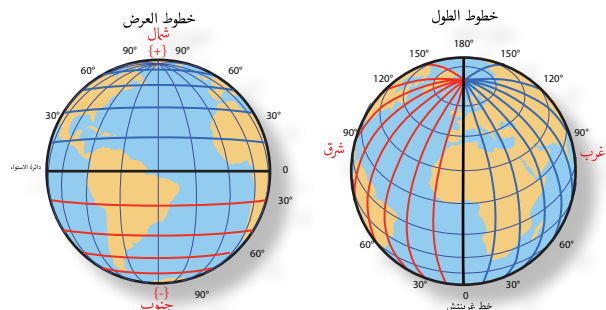 خطوط الطول
180°
150° 150°
120° 120°
90° 90°
شرق غرب
60° 60°
30° 30°
0
خط غرينتش
خطوط العرض
شمال
{+}
90° 90°
60° 60°
30° 30°
دائرة الاستواء 0
30°
60°
90°
{-}
جنوب